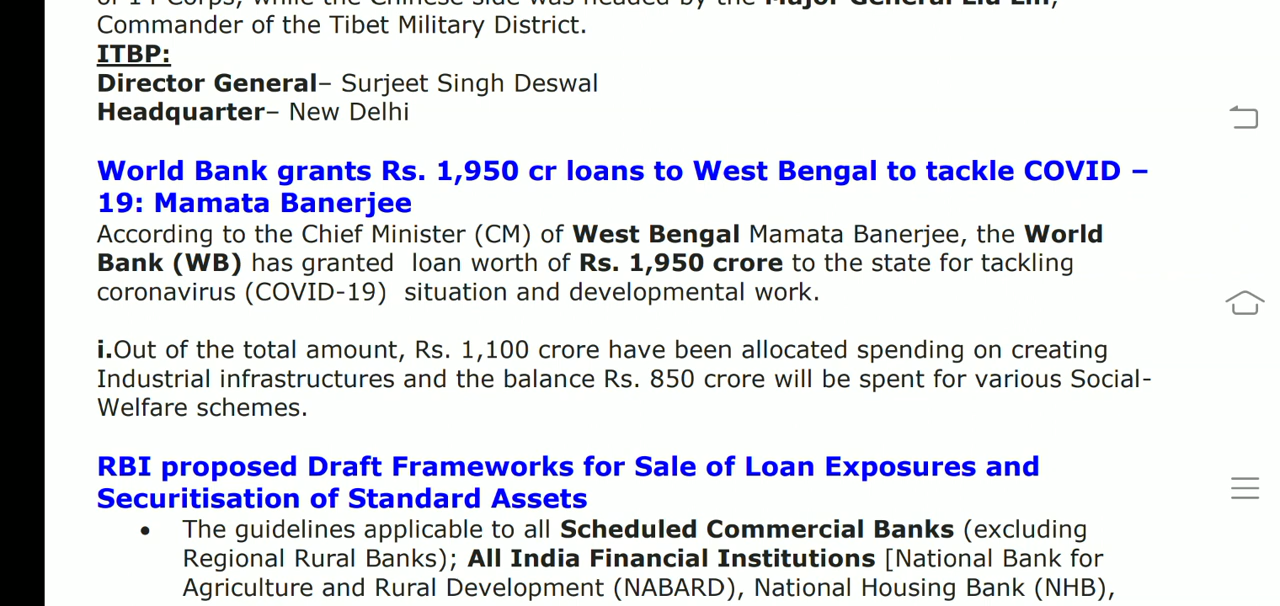 Commander of the Tibet Military District.
ITBP:
Director General– Surjeet Singh Deswal
Headquarter– New Delhi
World Bank grants Rs. 1,950 cr loans to West Bengal to tackle COVID –
19: Mamata Banerjee
According to the Chief Minister (CM) of West Bengal Mamata Banerjee, the World
Bank (WB) has granted  loan worth of Rs. 1,950 crore to the state for tackling
coronavirus (COVID-19)  situation and developmental work.
i.Out of the total amount, Rs. 1,100 crore have been allocated spending on creating
Industrial infrastructures and the balance Rs. 850 crore will be spent for various Social-
Welfare schemes.
RBI proposed Draft Frameworks for Sale of Loan Exposures and
Securitisation of Standard Assets
• The guidelines applicable to all Scheduled Commercial Banks (excluding
Regional Rural Banks); All India Financial Institutions [National Bank for
Agriculture and Rural Development (NABARD), National Housing Bank (NHB),